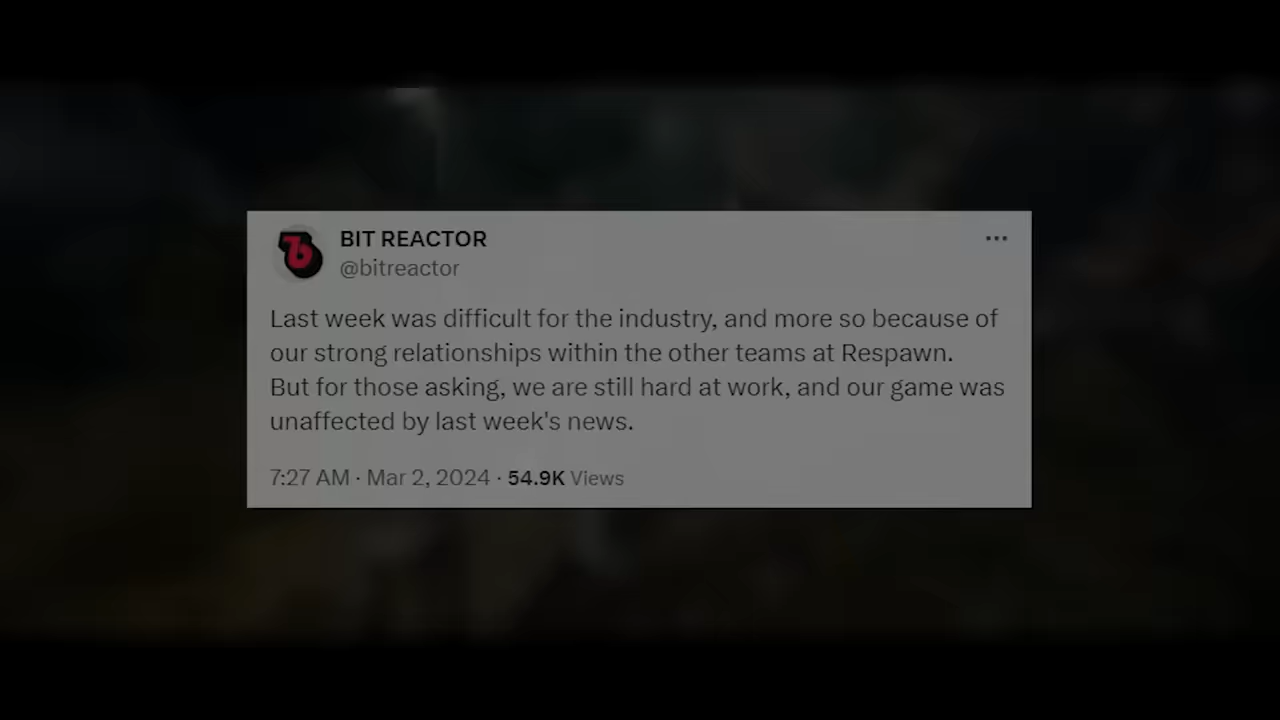 BIT REACTOR
@bitreactor
Last week was difficult for the industry, and more so because of
our strong relationships within the other teams at Respawn.
But for those asking, we are still hard at work, and our game was
unaffected by last week's news.
7:27 AM · Mar 2, 2024 · 54.9K Views